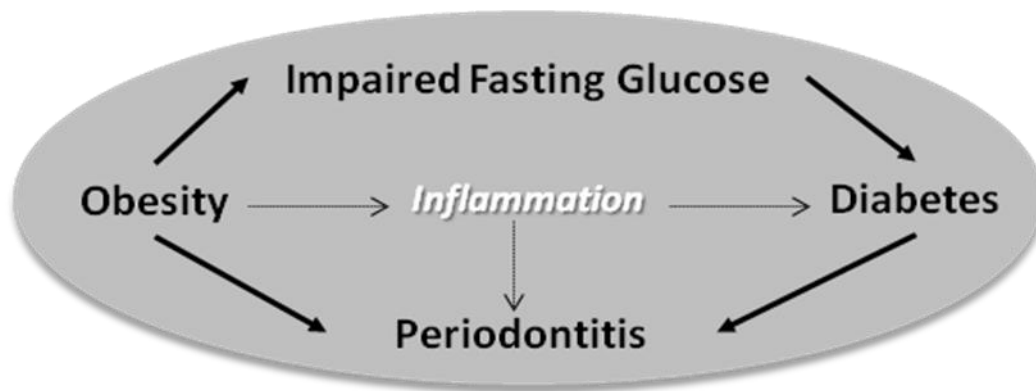 Impaired Fasting Glucose
Obesity
Inflammation
Diabetes
Periodontitis